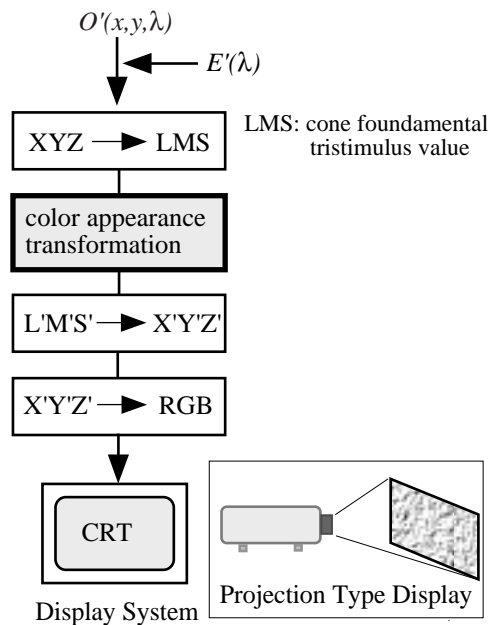 O'(x,y,λ)
E'(λ)
XYZ → LMS
LMS: cone foundamental
tristimulus value
color appearance
transformation
L'M'S' → X'Y'Z'
X'Y'Z' → RGB
CRT
Projection Type Display
Display System